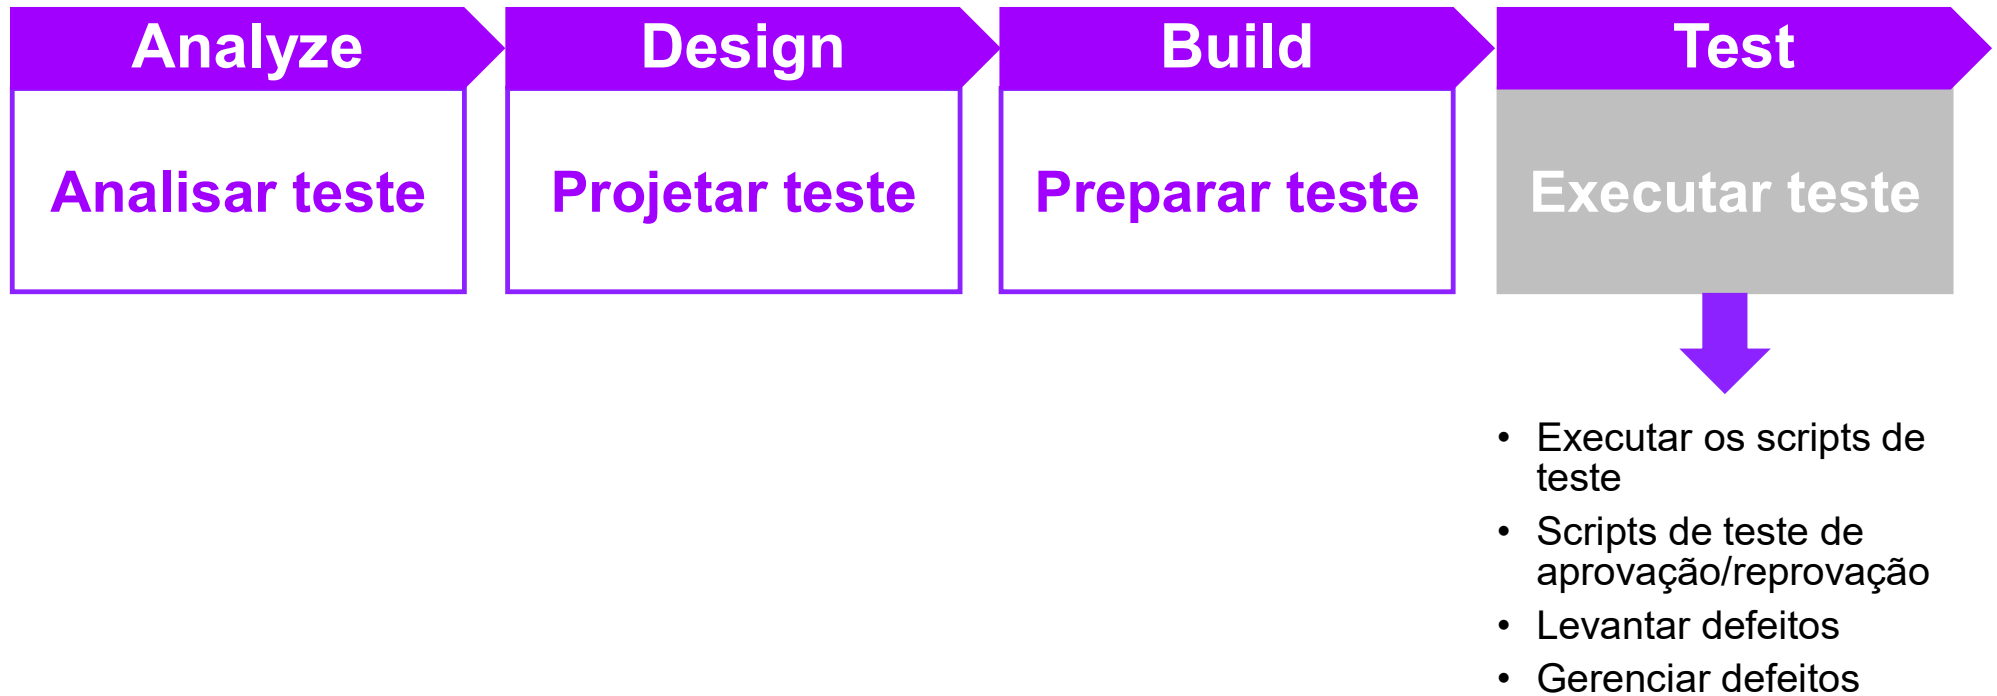 Analyze
Design
Build
Test
Analisar teste
Projetar teste
Preparar teste
Executar teste
• Executar os scripts de
teste
• Scripts de teste de
aprovação/reprovação
• Levantar defeitos
• Gerenciar defeitos